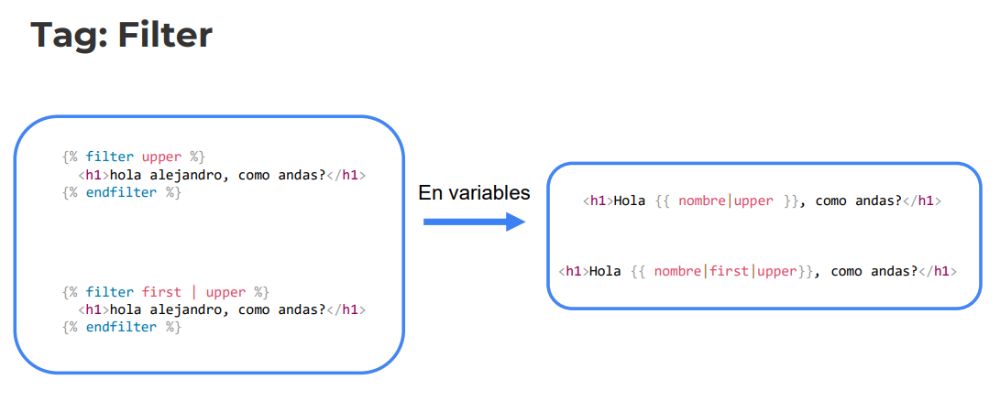 Tag: Filter
{% filter upper %}
<h1>hola alejandro, como andas?</h1>
{% endfilter %}
{% filter first | upper %}
<h1>hola alejandro, como andas?</h1>
{% endfilter %}
En variables
<h1>Hola {{ nombre|upper }}, como andas?</h1>
<h1>Hola {{ nombre|first|upper}}, como andas?</h1>